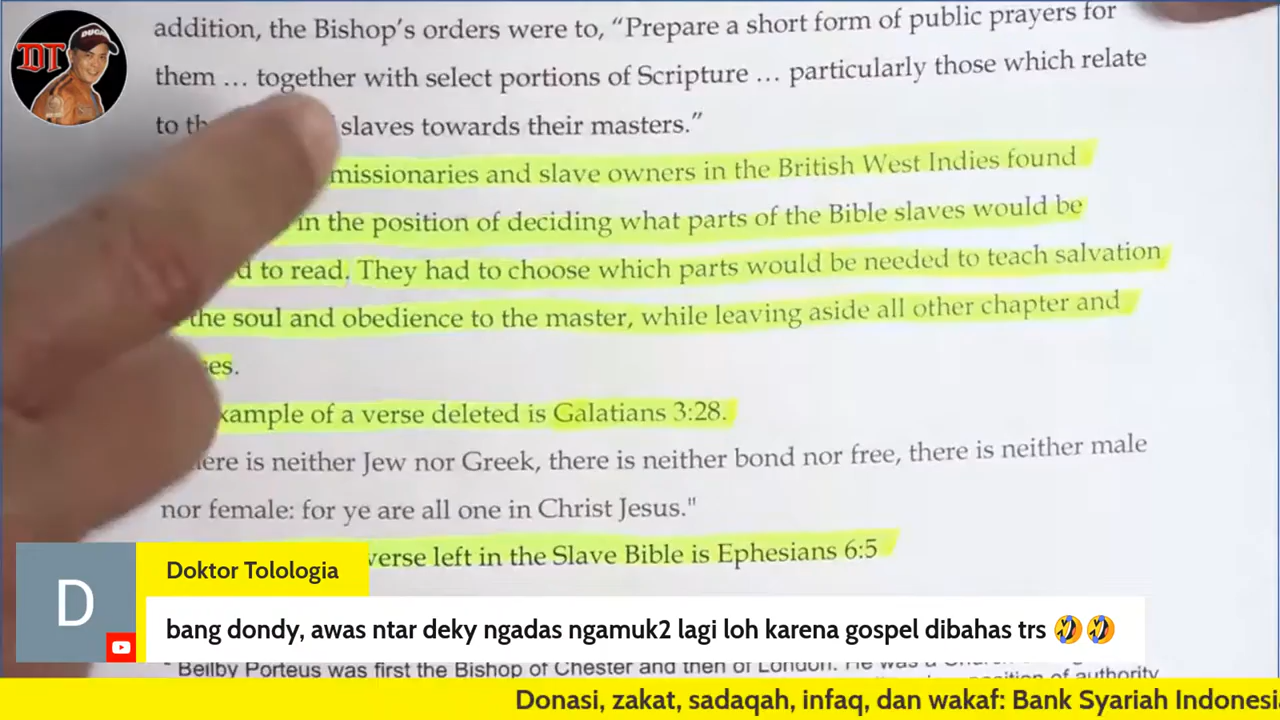 addition, the Bishop's orders were to, "Prepare a short form of public prayers for
them … together with select portions of Scripture … particularly those which relate
to slaves towards their masters."
missionaries and slave owners in the British West Indies found
in the position of deciding what parts of the Bible slaves would be
to read. They had to choose which parts would be needed to teach salvation
the soul and obedience to the master, while leaving aside all other chapter and
example of a verse deleted is Galatians 3:28.
is neither Jew nor Greek, there is neither bond nor free, there is neither male
nor female: for ye are all one in Christ Jesus."
verse left in the Slave Bible is Ephesians 6:5
DT
DUCATI
D
Doktor Tolologia
bang dondy, awas ntar deky ngadas ngamuk2 lagi loh karena gospel dibahas trs 🤣🤣
Beilby Porteus was first the Bishop of Chester and then of London. He was a
of authority
Donasi, zakat, sadaqah, infaq, dan wakaf: Bank Syariah Indonesi